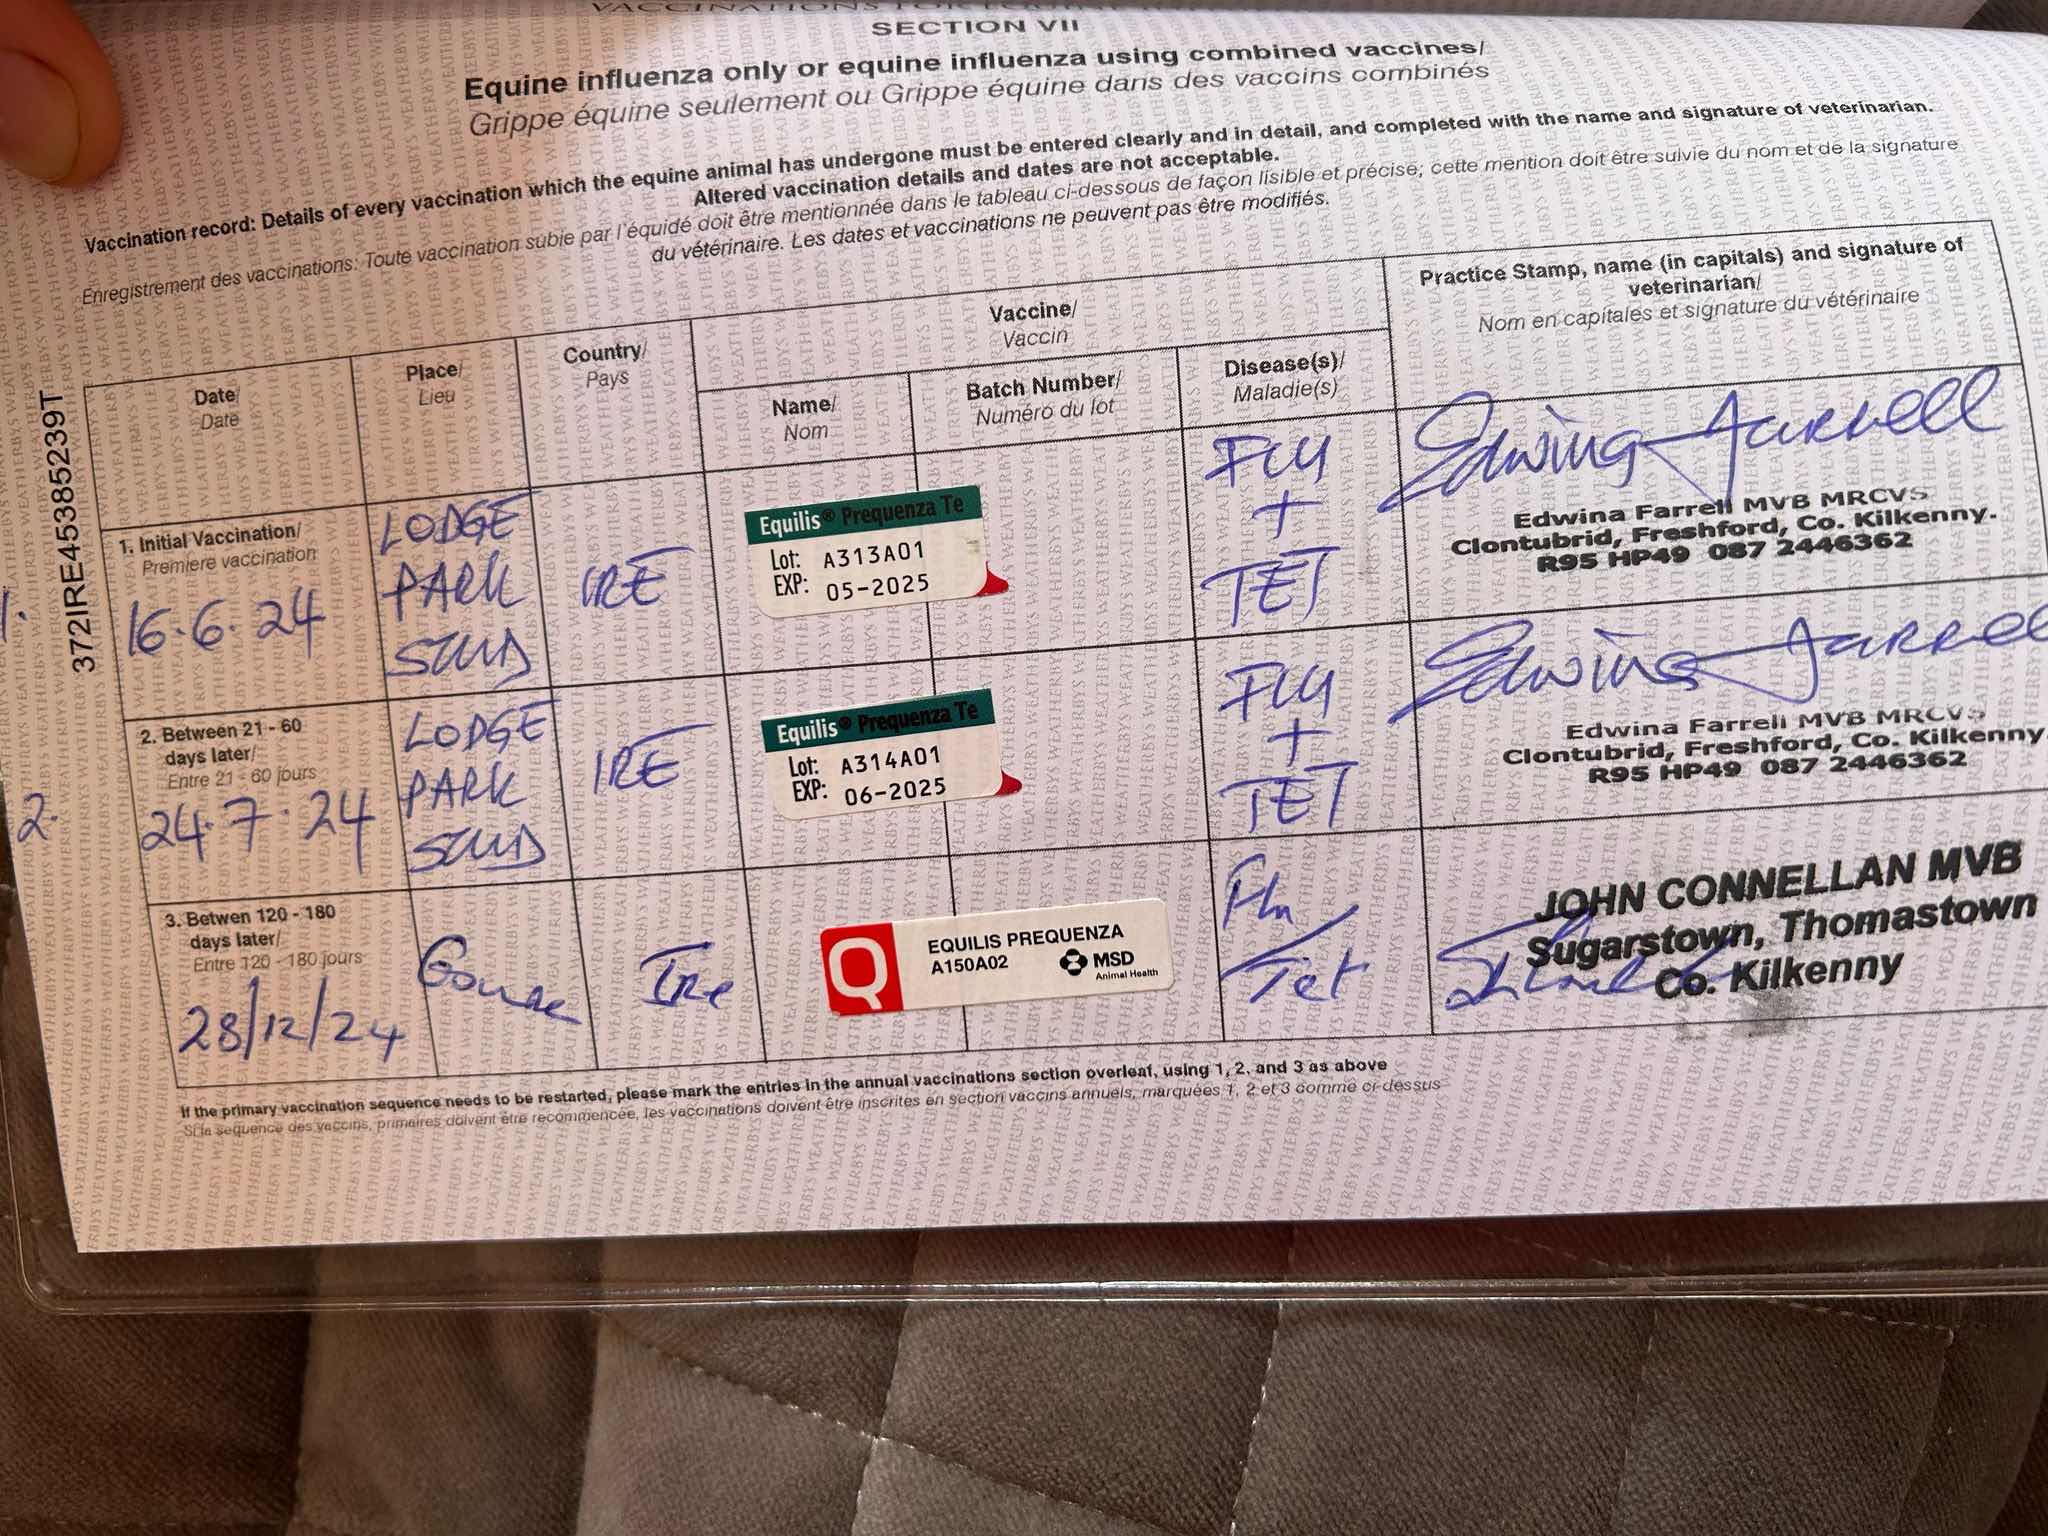 VACCINATIONS FOR EQUINE
SECTION VII
Equine influenza only or equine influenza using combined vaccines/
Grippe équine seulement ou Grippe équine dans des vaccins combinés
Vaccination record: Details of every vaccination which the equine animal has undergone must be entered clearly and in detail, and completed with the name and signature of veterinarian.
Altered vaccination details and dates are not acceptable.
Enregistrement des vaccinations: Toute vaccination subie par l'équidé doit être mentionnée dans le tableau ci-dessous de façon lisible et précise; cette mention doit être suivie du nom et de la signature
du vétérinaire. Les dates et vaccinations ne peuvent pas être modifiés.
372IRE45385239T
Date/
Date
Place/
Lieu
Country/
Pays
Vaccine/
Vaccin
Name/
Nom
Batch Number/
Numéro du lot
Disease(s)/
Maladie(s)
Practice Stamp, name (in capitals) and signature of
veterinarian/
Nom en capitales et signature du vétérinaire
1.
1. Initial Vaccination/
Premiere vaccination
16.6.24
LODGE
PARK
STUD
IRE
Equilis® Prequenza Te
Lot: A313A01
EXP: 05-2025
FLU
+
TET
Edwina Farrell
Edwina Farrell MVB MRCVS
Clontubrid, Freshford, Co. Kilkenny.
R95 HP49 087 2446362
2.
2. Between 21 - 60
days later/
Entre 21 - 60 jours
24.7.24
LODGE
PARK
STUD
IRE
Equilis® Prequenza Te
Lot: A314A01
EXP: 06-2025
FLU
+
TET
Edwina Farrell
Edwina Farrell MVB MRCVS
Clontubrid, Freshford, Co. Kilkenny.
R95 HP49 087 2446362
3. Betwen 120 - 180
days later/
Entre 120 - 180 jours
28/12/24
Ire
Q
EQUILIS PREQUENZA
A150A02
MSD
Animal Health
Flu
Tet
JOHN CONNELLAN MVB
Sugarstown, Thomastown
Co. Kilkenny
If the primary vaccination sequence needs to be restarted, please mark the entries in the annual vaccinations section overleaf, using 1, 2, and 3 as above
Si la sequence des vaccins, primaires doivent être recommencée, les vaccinations doivent être inscrites en section vaccins annuels, marquées 1, 2 et 3 comme ci-dessus